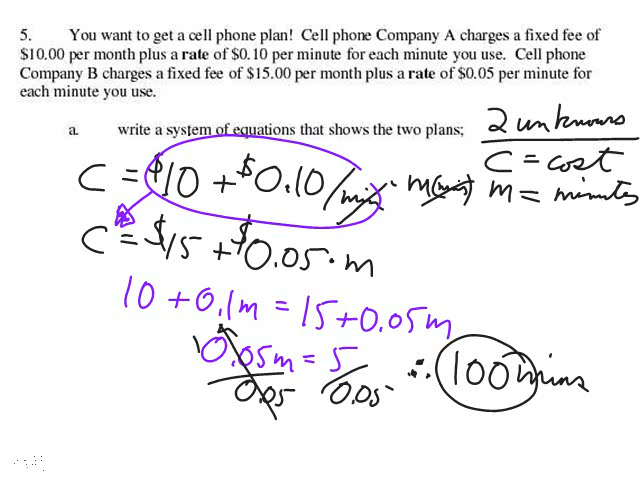 5. You want to get a cell phone plan! Cell phone Company A charges a fixed fee of
$10.00 per month plus a rate of $0.10 per minute for each minute you use. Cell phone
Company B charges a fixed fee of $15.00 per month plus a rate of $0.05 per minute for
each minute you use.
a. write a system of equations that shows the two plans;
2 unknowns
C = cost
m = minutes
C = $10 + $0.10/min · m(min)
C = $15 + $0.05 · m
10 + 0.1m = 15 + 0.05m
0.05m = 5
0.05 0.05
∴ 100 mins